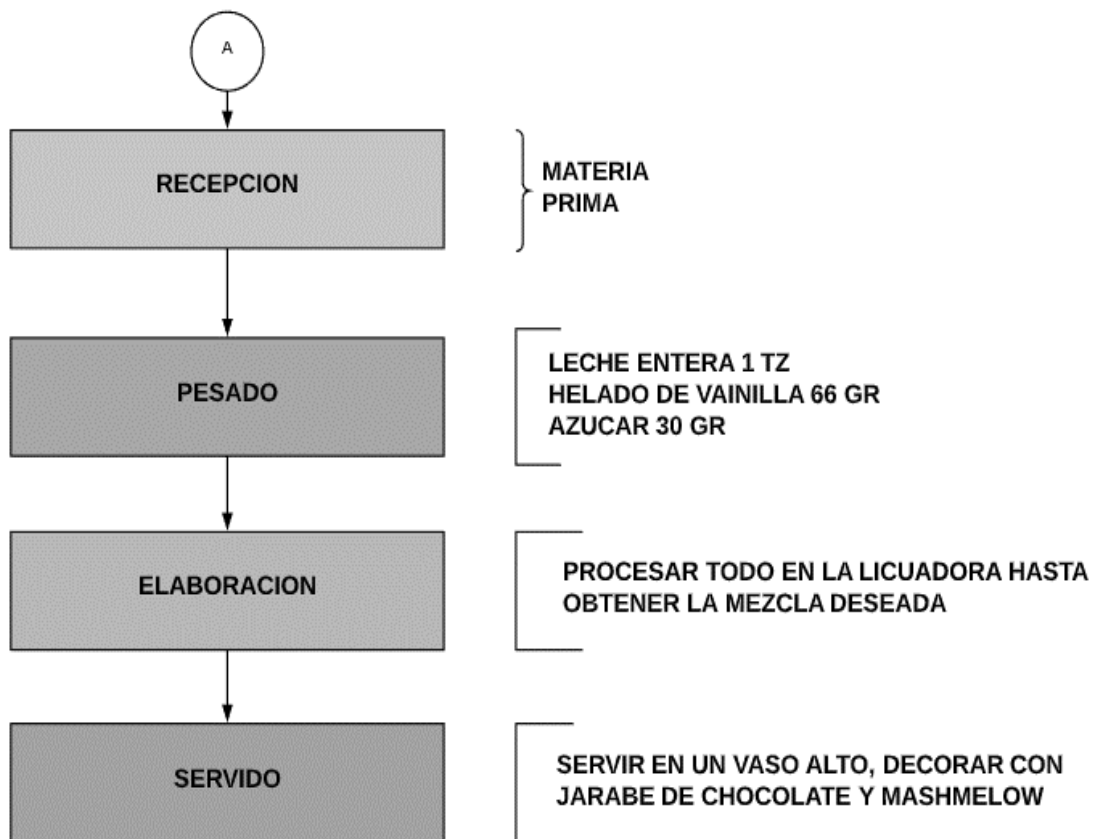 A
RECEPCION
MATERIA
PRIMA
PESADO
LECHE ENTERA 1 TZ
HELADO DE VAINILLA 66 GR
AZUCAR 30 GR
ELABORACION
PROCESAR TODO EN LA LICUADORA HASTA
OBTENER LA MEZCLA DESEADA
SERVIDO
SERVIR EN UN VASO ALTO, DECORAR CON
JARABE DE CHOCOLATE Y MASHMELOW